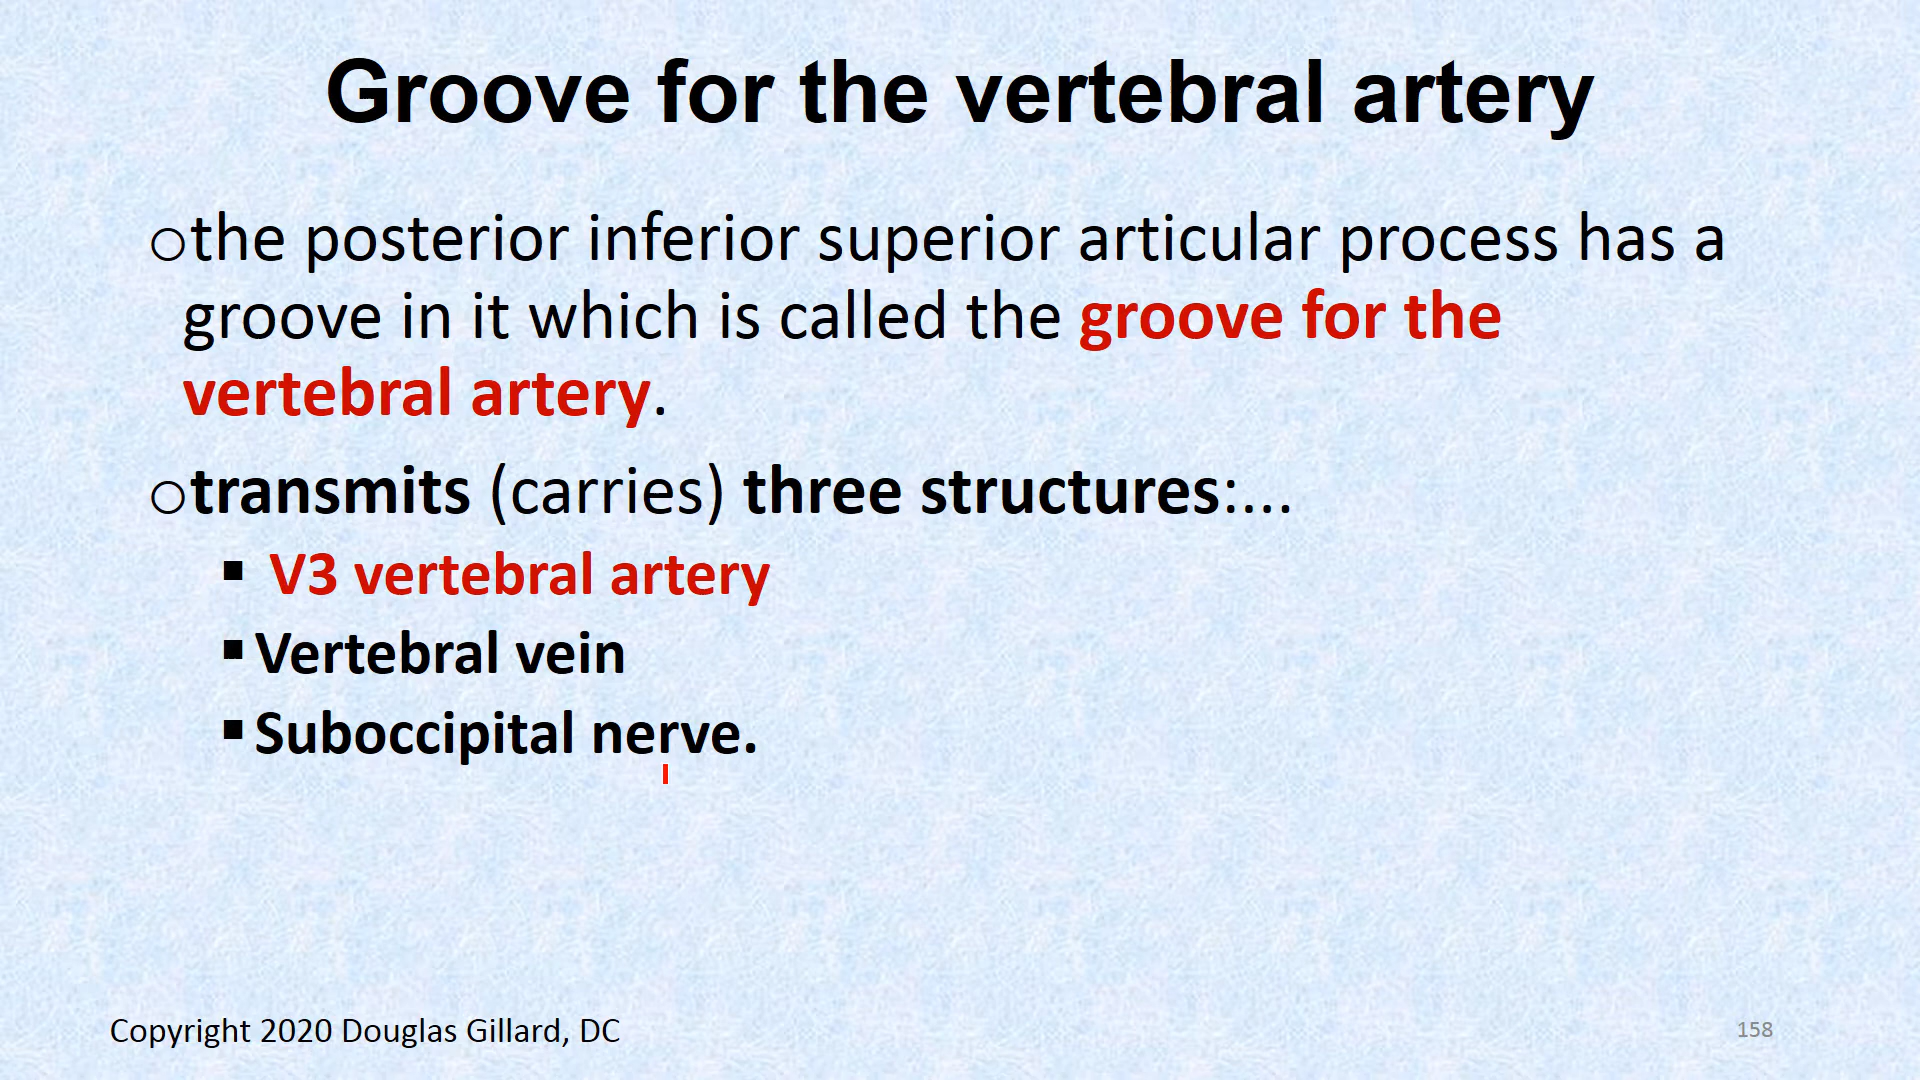 Groove for the vertebral artery
othe posterior inferior superior articular process has a
groove in it which is called the groove for the
vertebral artery.
otransmits (carries) three structures:...
▪ V3 vertebral artery
▪ Vertebral vein
▪ Suboccipital nerve.
Copyright 2020 Douglas Gillard, DC
158